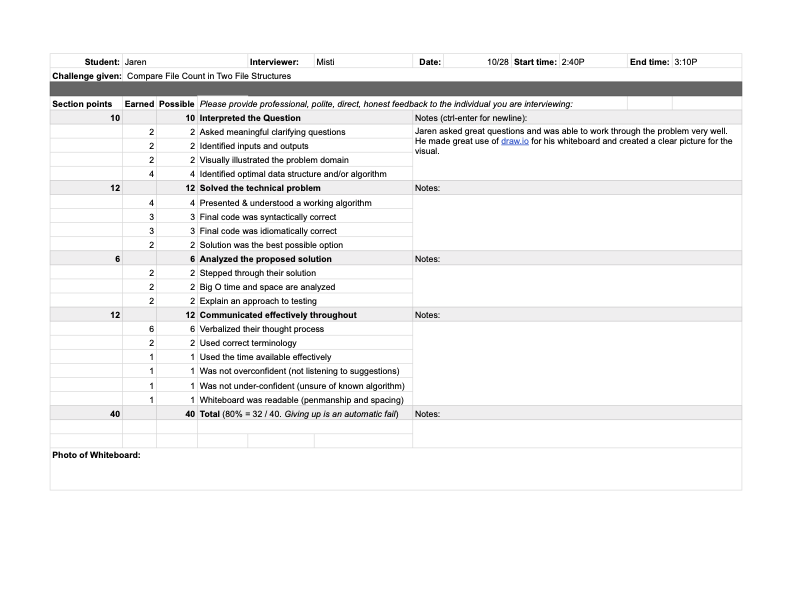 Student: Jaren Interviewer: Misti Date: 10/28 Start time: 2:40P End time: 3:10P
Challenge given: Compare File Count in Two File Structures
Section points Earned Possible Please provide professional, polite, direct, honest feedback to the individual you are interviewing:
10 10 Interpreted the Question Notes (ctrl-enter for newline):
2 2 Asked meaningful clarifying questions
2 2 Identified inputs and outputs
2 2 Visually illustrated the problem domain
4 4 Identified optimal data structure and/or algorithm
Jaren asked great questions and was able to work through the problem very well.
He made great use of draw.io for his whiteboard and created a clear picture for the
visual.
12 12 Solved the technical problem Notes:
4 4 Presented & understood a working algorithm
3 3 Final code was syntactically correct
3 3 Final code was idiomatically correct
2 2 Solution was the best possible option
6 6 Analyzed the proposed solution Notes:
2 2 Stepped through their solution
2 2 Big O time and space are analyzed
2 2 Explain an approach to testing
12 12 Communicated effectively throughout Notes:
6 6 Verbalized their thought process
2 2 Used correct terminology
1 1 Used the time available effectively
1 1 Was not overconfident (not listening to suggestions)
1 1 Was not under-confident (unsure of known algorithm)
1 1 Whiteboard was readable (penmanship and spacing)
40 40 Total (80% = 32 / 40. Giving up is an automatic fail) Notes:
Photo of Whiteboard: